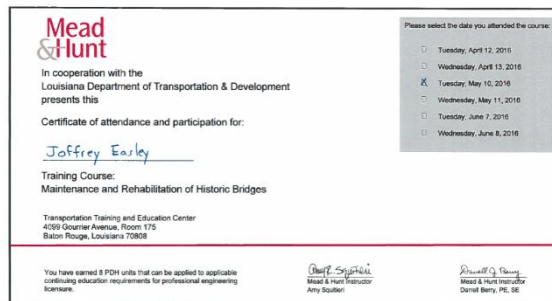 Mead
&Hunt
In cooperation with the
Louisiana Department of Transportation & Development
presents this
Certificate of attendance and participation for:
Joffrey Easley
Training Course:
Maintenance and Rehabilitation of Historic Bridges
Transportation Training and Education Center
4099 Gourrier Avenue, Room 175
Baton Rouge, Louisiana 70808
Please select the date you attended the course:
Tuesday, April 12, 2016
Wednesday, April 13, 2016
X Tuesday, May 10, 2016
Wednesday, May 11, 2016
Tuesday, June 7, 2016
Wednesday, June 8, 2016
You have earned 8 PDH units that can be applied to applicable
continuing education requirements for professional engineering
licensure.
Amy E. Squitieri
Mead & Hunt Instructor
Amy Squitieri
Darrell J. Berry
Mead & Hunt Instructor
Darrell Berry, PE, SE